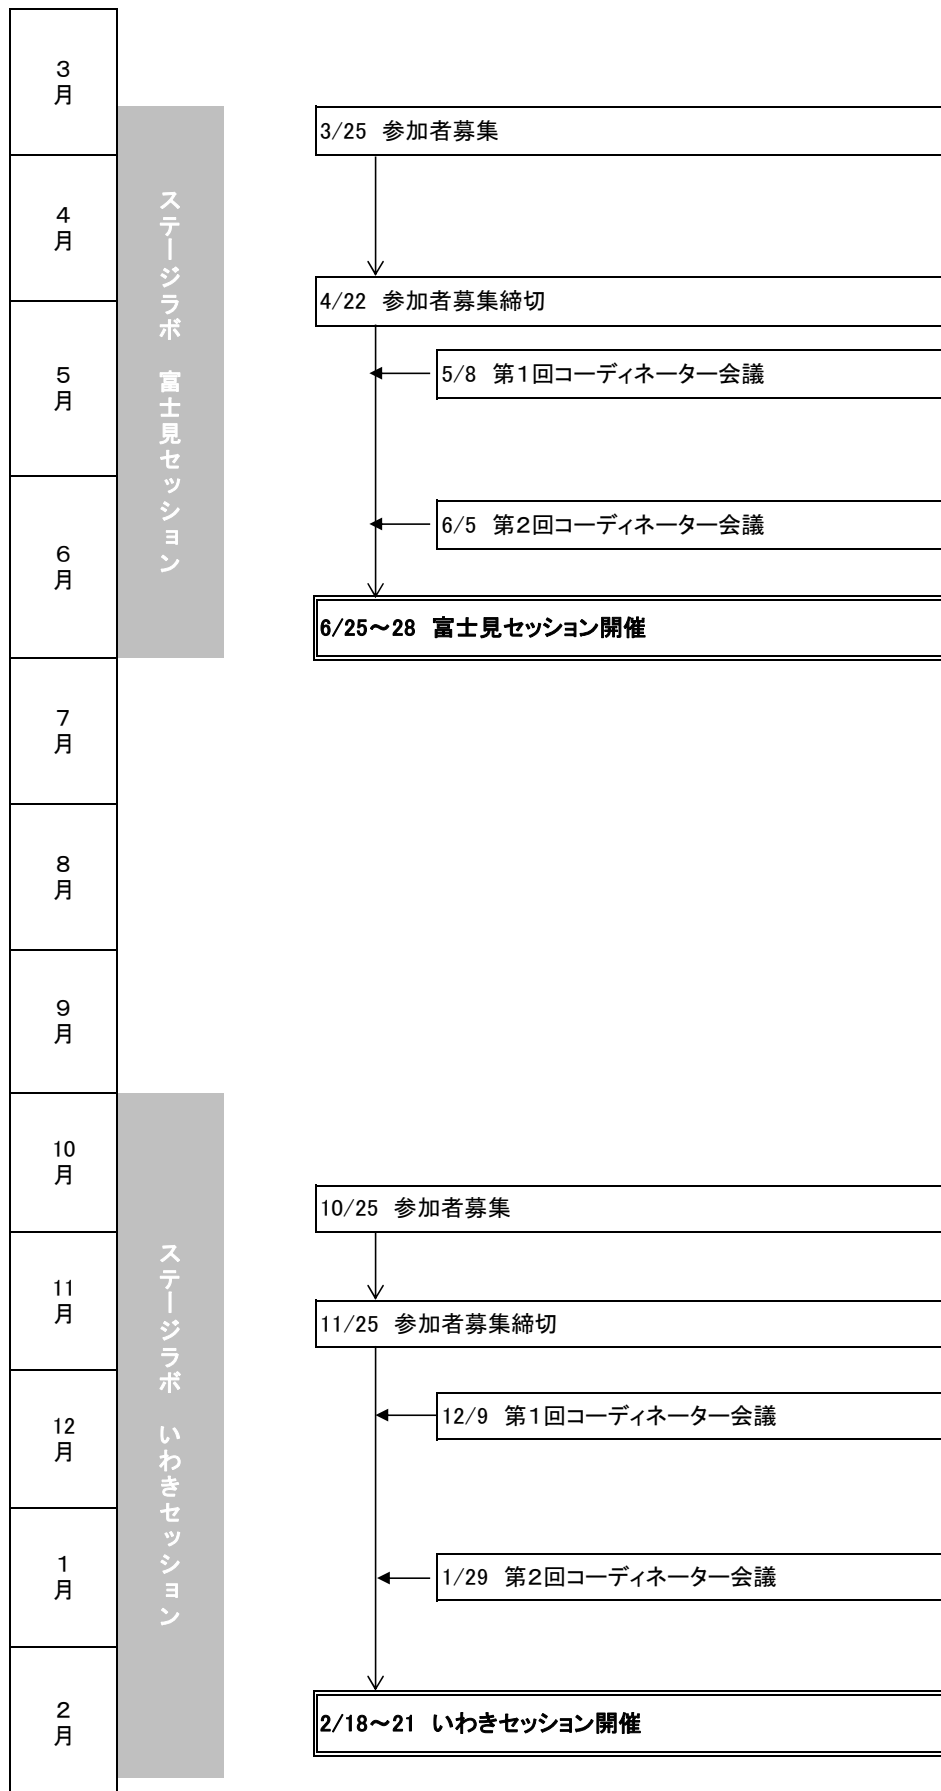 3月
4月
5月
6月
7月
8月
9月
10月
11月
12月
1月
2月
ステージラボ 富士見セッション
3/25 参加者募集
4/22 参加者募集締切
5/8 第1回コーディネーター会議
6/5 第2回コーディネーター会議
6/25～28 富士見セッション開催
ステージラボ いわきセッション
10/25 参加者募集
11/25 参加者募集締切
12/9 第1回コーディネーター会議
1/29 第2回コーディネーター会議
2/18～21 いわきセッション開催